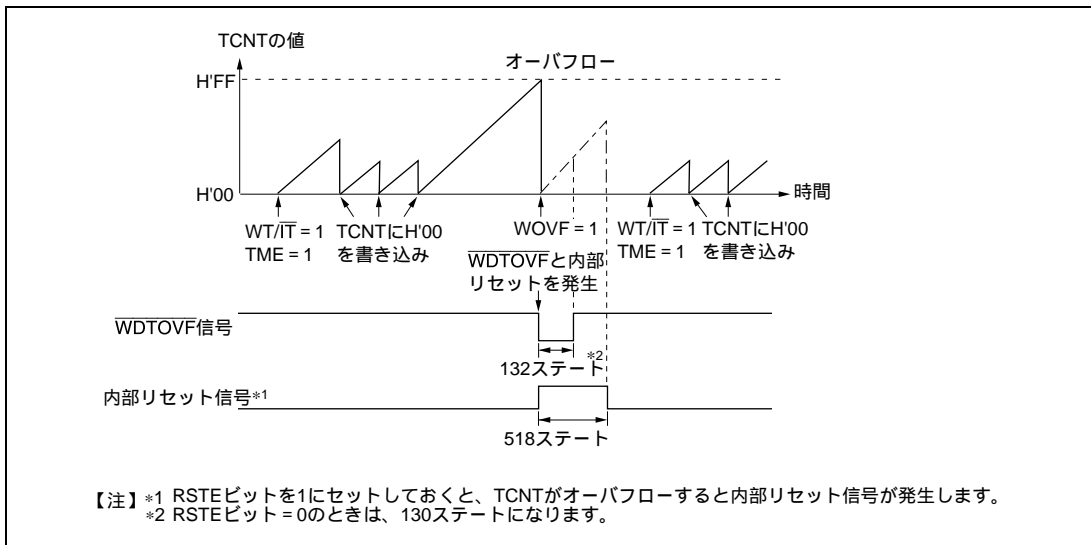 TCNTの値
オーバフロー
H'FF
H'00
時間
WT/IT = 1
TME = 1
TCNTにH'00
を書き込み
WOVF = 1
WT/IT = 1
TME = 1
TCNTにH'00
を書き込み
WDTOVFと内部
リセットを発生
WDTOVF信号
132ステート*2
内部リセット信号*1
518ステート
【注】*1 RSTEビットを1にセットしておくと、TCNTがオーバフローすると内部リセット信号が発生します。
*2 RSTEビット = 0のときは、130ステートになります。